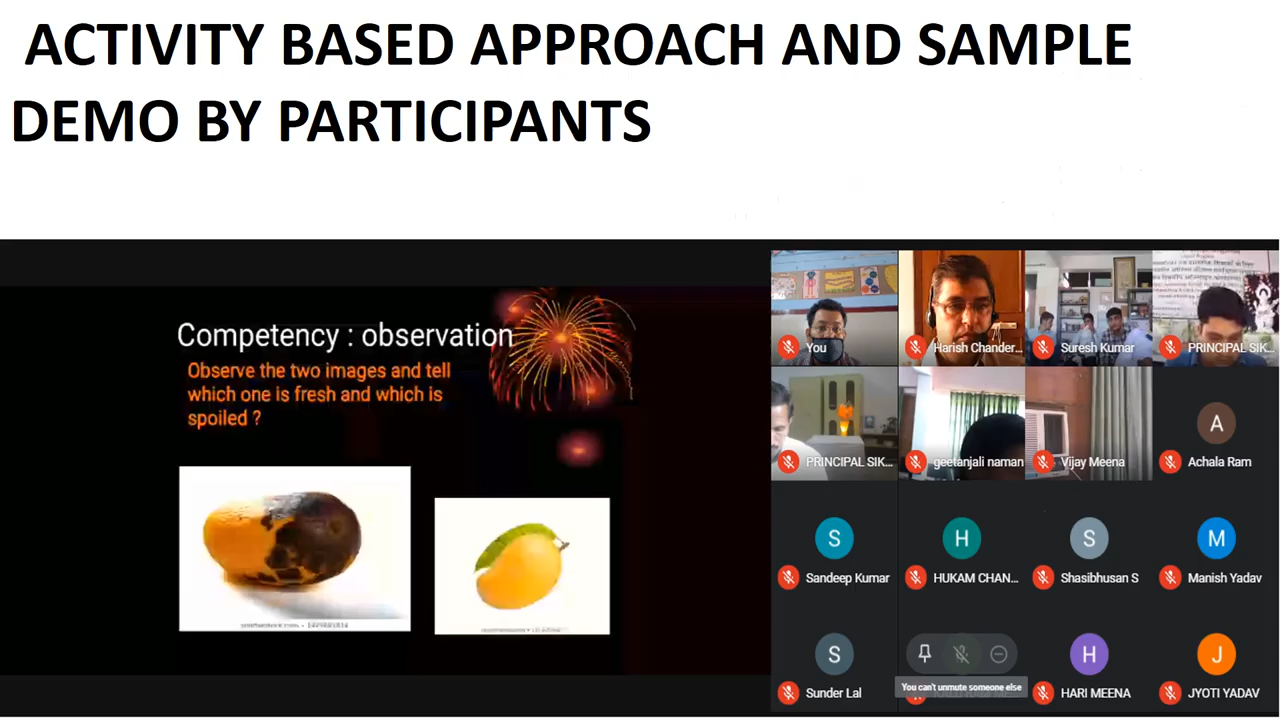 ACTIVITY BASED APPROACH AND SAMPLE
DEMO BY PARTICIPANTS
Competency : observation
Observe the two images and tell
which one is fresh and which is
spoiled ?
You
Harish Chander...
Suresh Kumar
PRINCIPAL SIK...
PRINCIPAL SIK...
geetanjali naman
Vijay Meena
A
Achala Ram
S
Sandeep Kumar
H
HUKAM CHAN...
S
Shasibhusan S
M
Manish Yadav
S
Sunder Lal
You can't unmute someone else
H
HARI MEENA
J
JYOTI YADAV